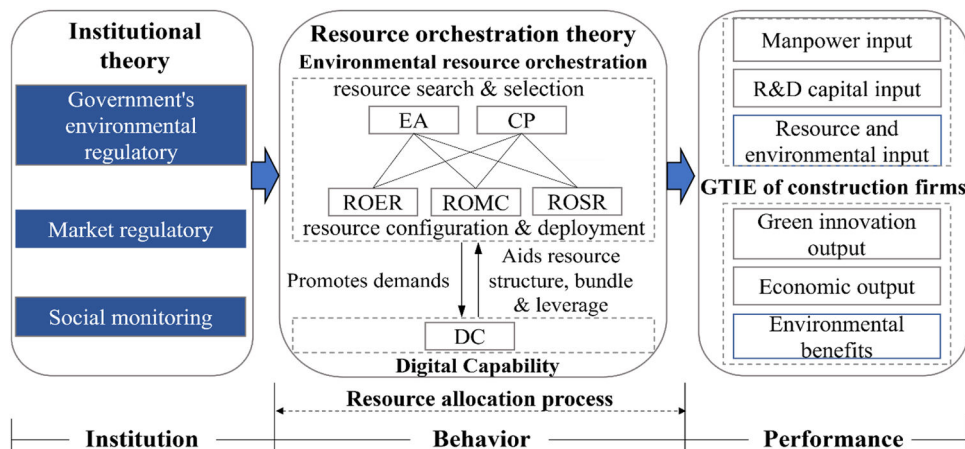 Institutional
theory
Government's
environmental
regulatory
Market regulatory
Social monitoring
Resource orchestration theory
Environmental resource orchestration
resource search & selection
EA
CP
ROER
ROMC
ROSR
resource configuration & deployment
Promotes demands
Aids resource
structure, bundle
& leverage
DC
Digital Capability
Manpower input
R&D capital input
Resource and
environmental input
GTIE of construction firms
Green innovation
output
Economic output
Environmental
benefits
Resource allocation process
Institution
Behavior
Performance